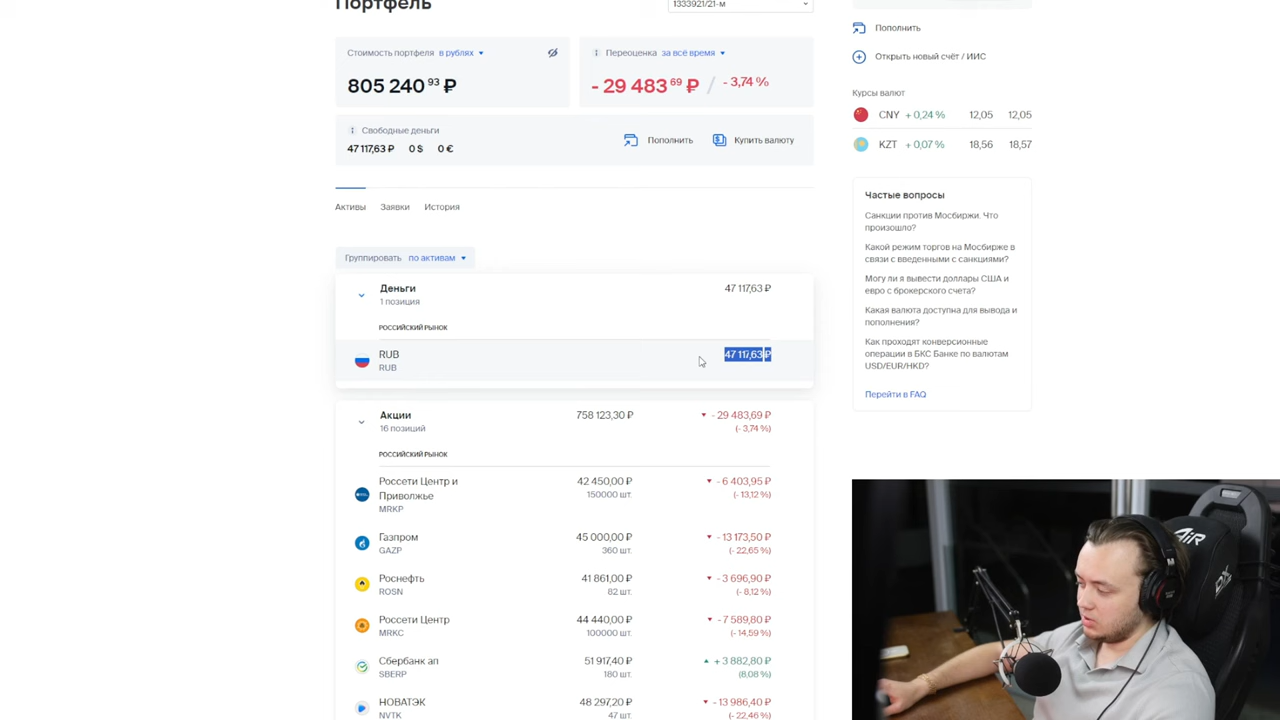 Портфель
1333921/21-м
Стоимость портфеля в рублях
805 240 93 ₽
Переоценка за всё время
- 29 483 69 ₽ / - 3,74 %
Свободные деньги
47 117,63 ₽ 0 $ 0 €
Пополнить
Купить валюту
Активы Заявки История
Группировать по активам
Деньги 47 117,63 ₽
1 позиция
РОССИЙСКИЙ РЫНОК
RUB 47 117,63 ₽
RUB
Акции 758 123,30 ₽ - 29 483,69 ₽
16 позиций (- 3,74 %)
РОССИЙСКИЙ РЫНОК
Россети Центр и 42 450,00 ₽ - 6 403,95 ₽
Приволжье 150000 шт. (- 13,12 %)
MRKP
Газпром 45 000,00 ₽ - 13 173,50 ₽
GAZP 360 шт. (- 22,65 %)
Роснефть 41 861,00 ₽ - 3 696,90 ₽
ROSN 82 шт. (- 8,12 %)
Россети Центр 44 440,00 ₽ - 7 589,80 ₽
MRKC 100000 шт. (- 14,59 %)
Сбербанк ап 51 917,40 ₽ + 3 882,80 ₽
SBERP 180 шт. (8,08 %)
НОВАТЭК 48 297,20 ₽ - 13 986,40 ₽
NVTK 47 шт. (- 22,46 %)
Пополнить
Открыть новый счёт / ИИС
Курсы валют
CNY + 0,24 % 12,05 12,05
KZT + 0,07 % 18,56 18,57
Частые вопросы
Санкции против Мосбиржи. Что
произошло?
Какой режим торгов на Мосбирже в
связи с введенными с санкциями?
Могу ли я вывести доллары США и
евро с брокерского счета?
Какая валюта доступна для вывода и
пополнения?
Как проходят конверсионные
операции в БКС Банке по валютам
USD/EUR/HKD?
Перейти в FAQ
AIR